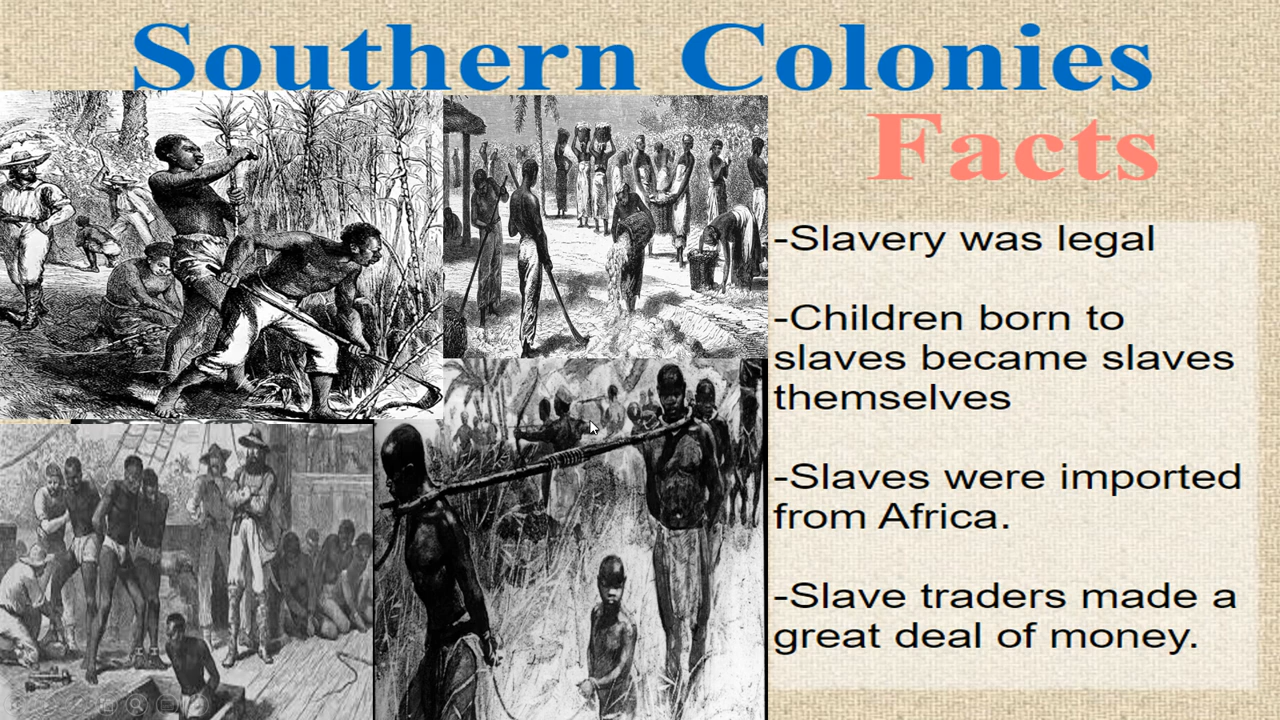 Southern Colonies
Facts
-Slavery was legal
-Children born to
slaves became slaves
themselves
-Slaves were imported
from Africa.
-Slave traders made a
great deal of money.